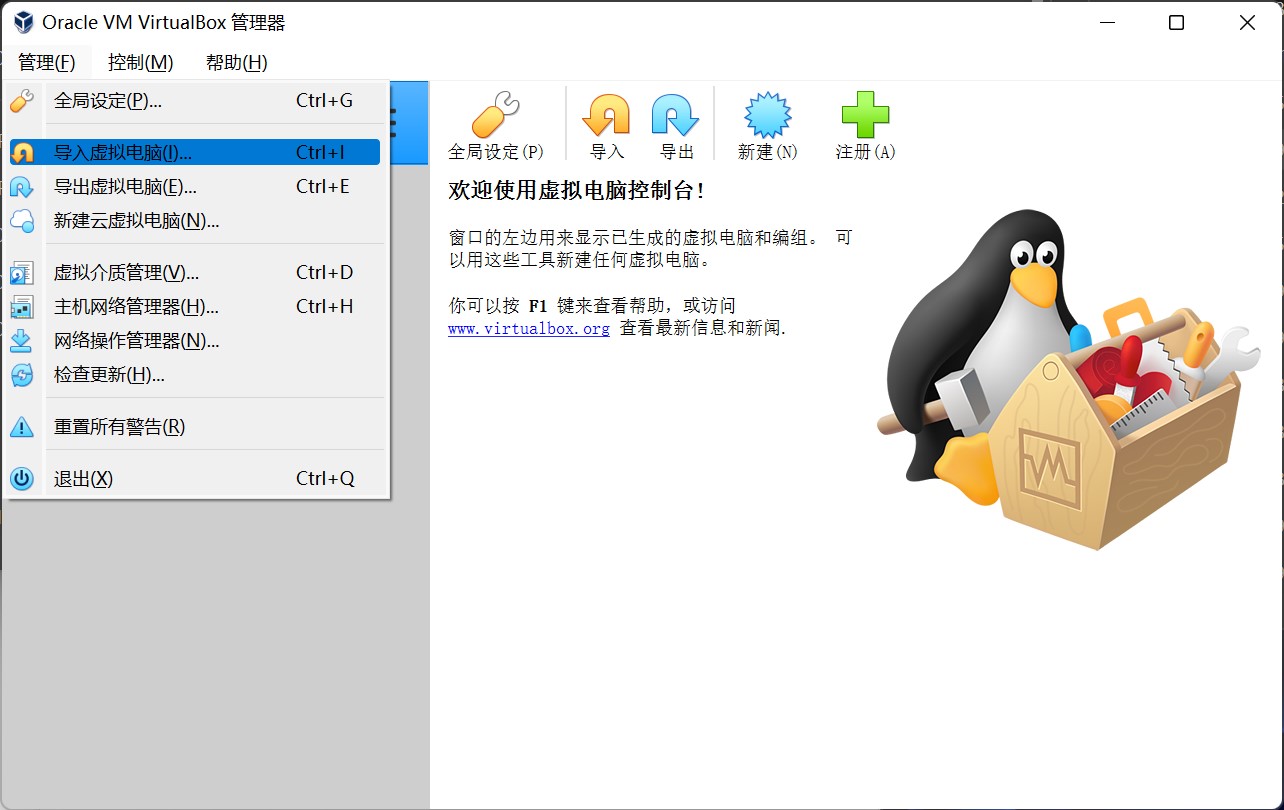 Oracle VM VirtualBox 管理器
管理(F) 控制(M) 帮助(H)
全局设定(P)... Ctrl+G
导入虚拟电脑(I)... Ctrl+I
导出虚拟电脑(E)... Ctrl+E
新建云虚拟电脑(N)...
虚拟介质管理(V)... Ctrl+D
主机网络管理器(H)... Ctrl+H
网络操作管理器(N)...
检查更新(H)...
重置所有警告(R)
退出(X) Ctrl+Q
全局设定(P) 导入 导出 新建(N) 注册(A)
欢迎使用虚拟电脑控制台!
窗口的左边用来显示已生成的虚拟电脑和编组。 可
以用这些工具新建任何虚拟电脑。
你可以按 F1 键来查看帮助，或访问
www.virtualbox.org 查看最新信息和新闻.